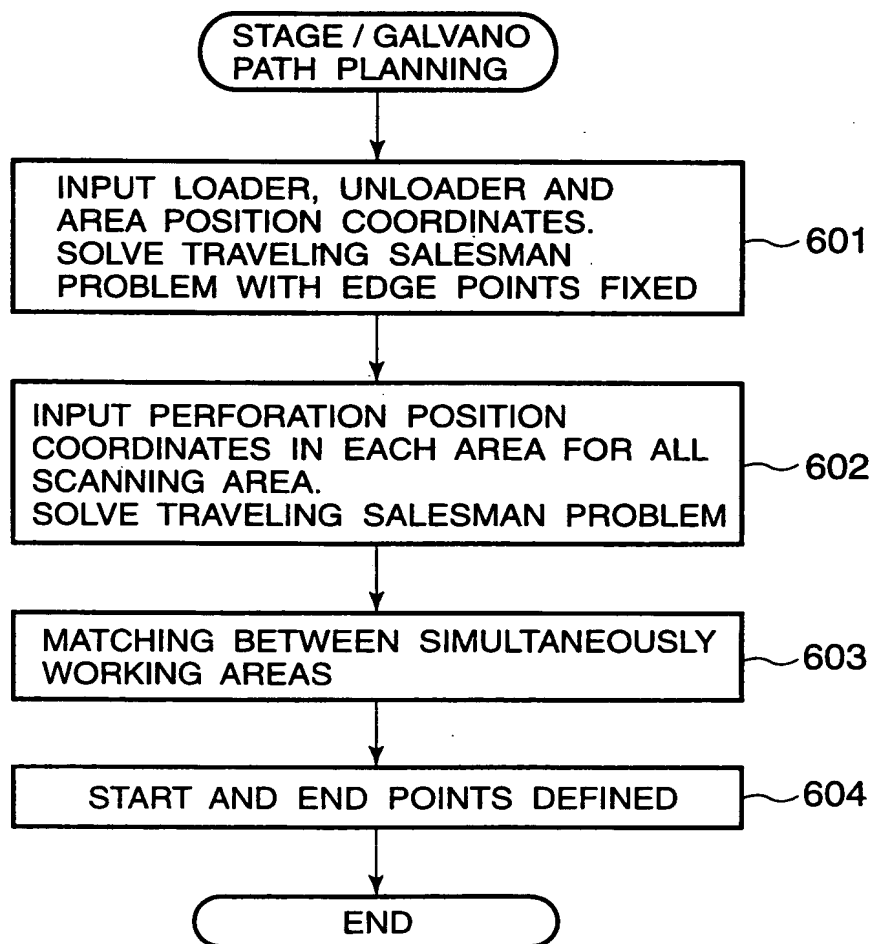 STAGE / GALVANO
PATH PLANNING
INPUT LOADER, UNLOADER AND
AREA POSITION COORDINATES.
SOLVE TRAVELING SALESMAN
PROBLEM WITH EDGE POINTS FIXED
601
INPUT PERFORATION POSITION
COORDINATES IN EACH AREA FOR ALL
SCANNING AREA.
SOLVE TRAVELING SALESMAN PROBLEM
602
MATCHING BETWEEN SIMULTANEOUSLY
WORKING AREAS
603
START AND END POINTS DEFINED
604
END